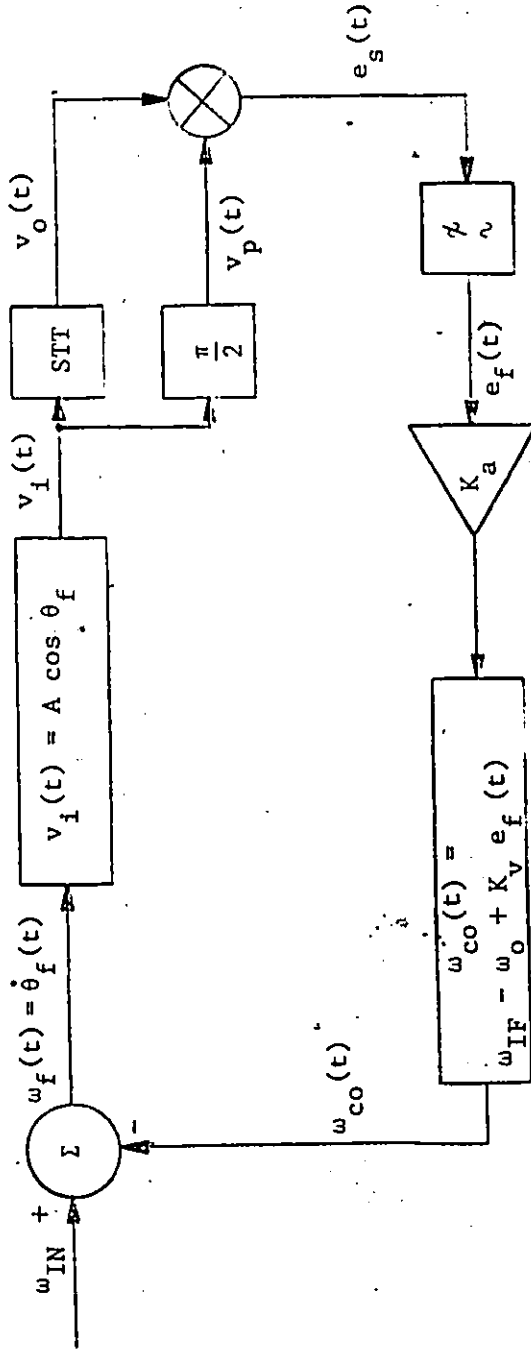 ω_IN
+
-
Σ
ω_f(t) = θ̇_f(t)
v_i(t) = A cos θ_f
v_i(t)
STT
π/2
v_o(t)
v_p(t)
e_s(t)
e_f(t)
K_a
ω_co(t) =
ω_IF - ω_o + K_v e_f(t)
ω_co(t)